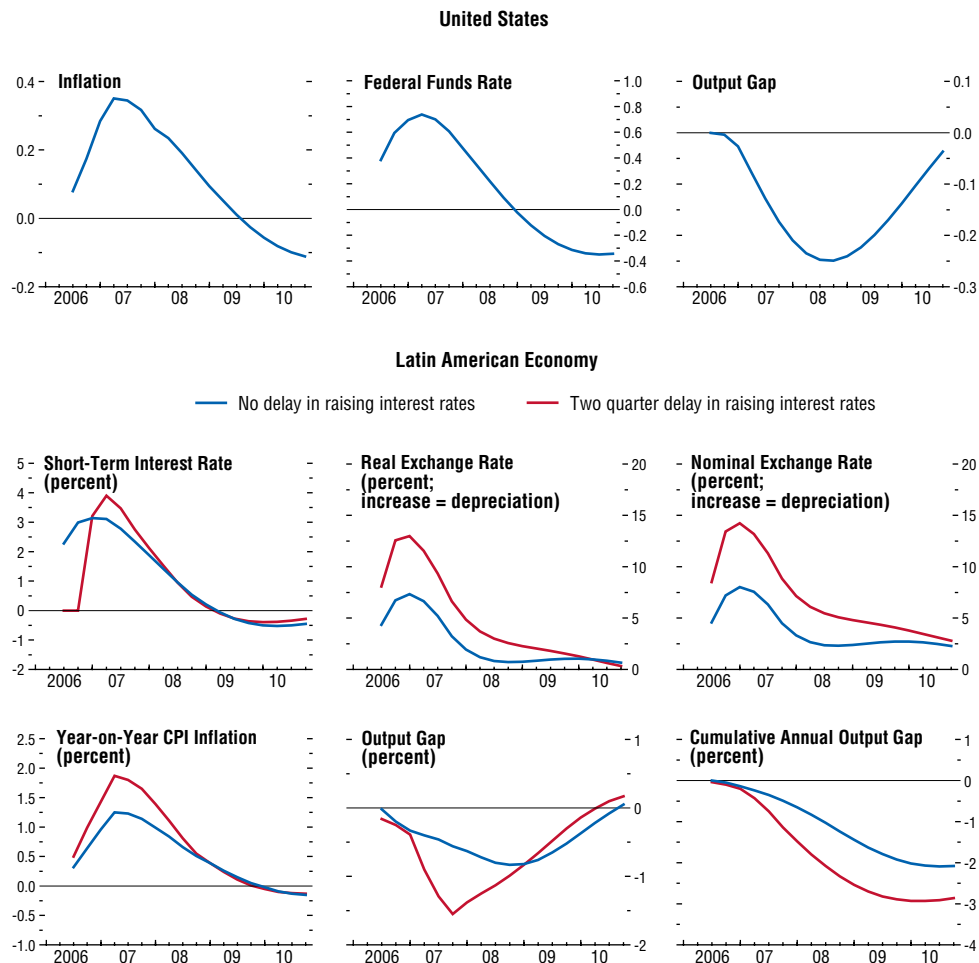 United States
Inflation
0.4
0.2
0.0
-0.2
2006 07 08 09 10
Federal Funds Rate
1.0
0.8
0.6
0.4
0.2
0.0
-0.2
-0.4
-0.6
2006 07 08 09 10
Output Gap
0.1
0.0
-0.1
-0.2
-0.3
2006 07 08 09 10
Latin American Economy
No delay in raising interest rates Two quarter delay in raising interest rates
Short-Term Interest Rate
(percent)
5
4
3
2
1
0
-1
-2
2006 07 08 09 10
Real Exchange Rate
(percent;
increase = depreciation)
20
15
10
5
0
2006 07 08 09 10
Nominal Exchange Rate
(percent;
increase = depreciation)
20
15
10
5
0
2006 07 08 09 10
Year-on-Year CPI Inflation
(percent)
2.5
2.0
1.5
1.0
0.5
0.0
-0.5
-1.0
2006 07 08 09 10
Output Gap
(percent)
1
0
-1
-2
2006 07 08 09 10
Cumulative Annual Output Gap
(percent)
1
0
-1
-2
-3
-4
2006 07 08 09 10